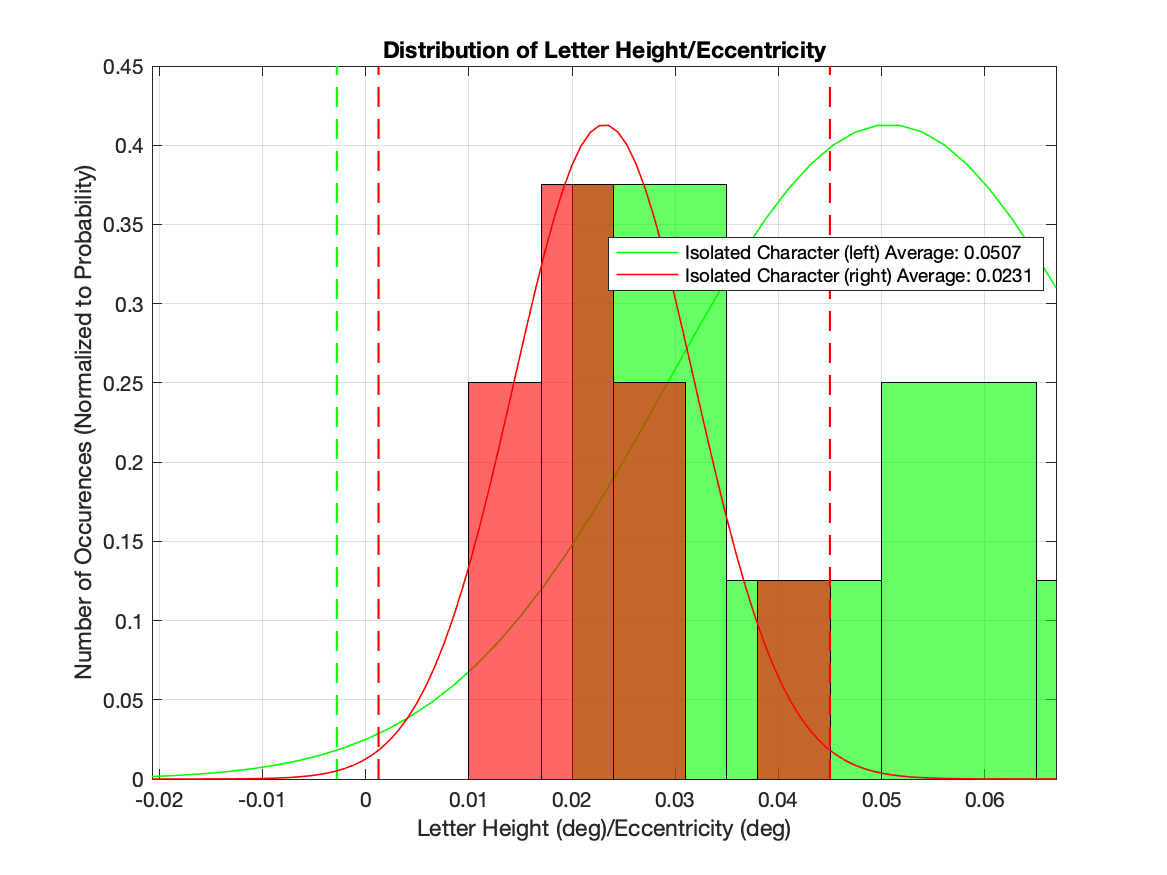 Distribution of Letter Height/Eccentricity
Number of Occurences (Normalized to Probability)
0.45
0.4
0.35
0.3
0.25
0.2
0.15
0.1
0.05
0
Isolated Character (left) Average: 0.0507
Isolated Character (right) Average: 0.0231
-0.02 -0.01 0 0.01 0.02 0.03 0.04 0.05 0.06
Letter Height (deg)/Eccentricity (deg)